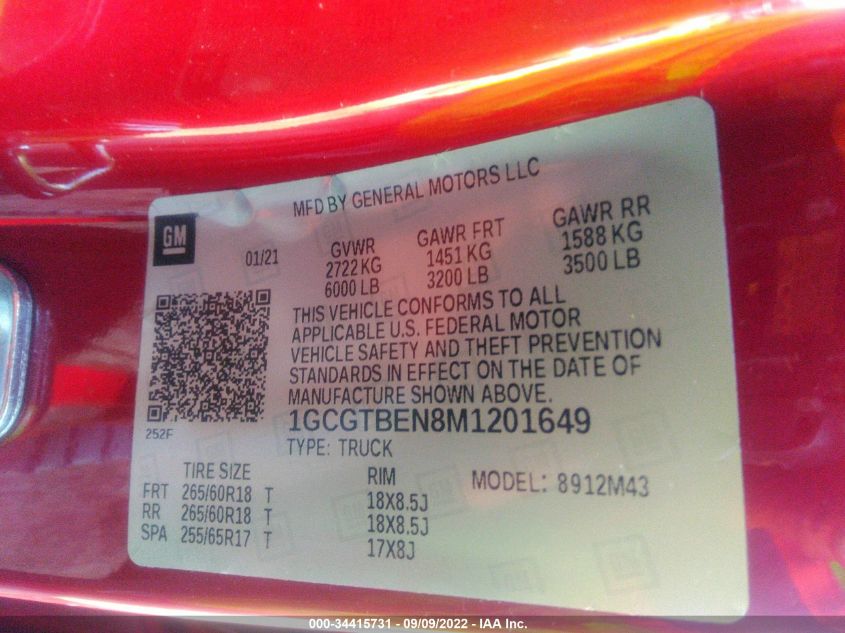 MFD BY GENERAL MOTORS LLC
GM
01/21
GVWR
2722 KG
6000 LB
GAWR FRT
1451 KG
3200 LB
GAWR RR
1588 KG
3500 LB
THIS VEHICLE CONFORMS TO ALL
APPLICABLE U.S. FEDERAL MOTOR
VEHICLE SAFETY AND THEFT PREVENTION
STANDARDS IN EFFECT ON THE DATE OF
MANUFACTURE SHOWN ABOVE.
252F
1GCGTBEN8M1201649
TYPE: TRUCK
TIRE SIZE RIM MODEL: 8912M43
FRT 265/60R18 T 18X8.5J
RR 265/60R18 T 18X8.5J
SPA 255/65R17 T 17X8J
000-34415731 - 09/09/2022 - IAA Inc.